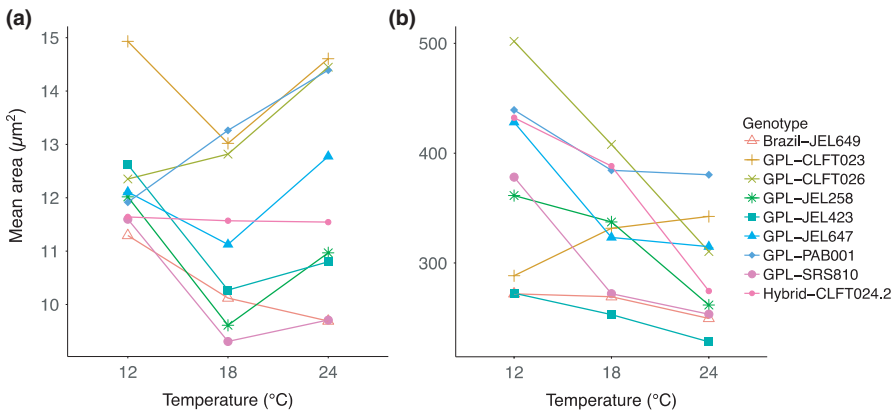 (a)
(b)
Mean area (μm²)
15
14
13
12
11
10
12
18
24
Temperature (°C)
500
400
300
12
18
24
Temperature (°C)
Genotype
Brazil−JEL649
GPL−CLFT023
GPL−CLFT026
GPL−JEL258
GPL−JEL423
GPL−JEL647
GPL−PAB001
GPL−SRS810
Hybrid−CLFT024.2